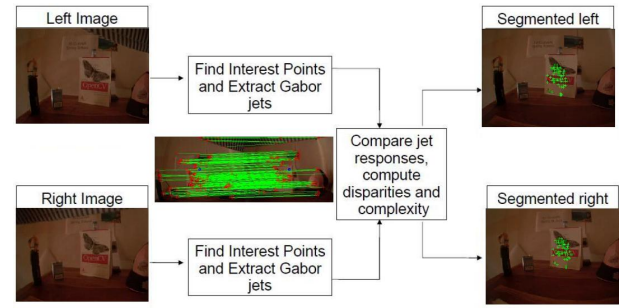 Left Image
Segmented left
Find Interest Points
and Extract Gabor
jets
Compare jet
responses,
compute
disparities and
complexity
Right Image
Segmented right
Find Interest Points
and Extract Gabor
jets